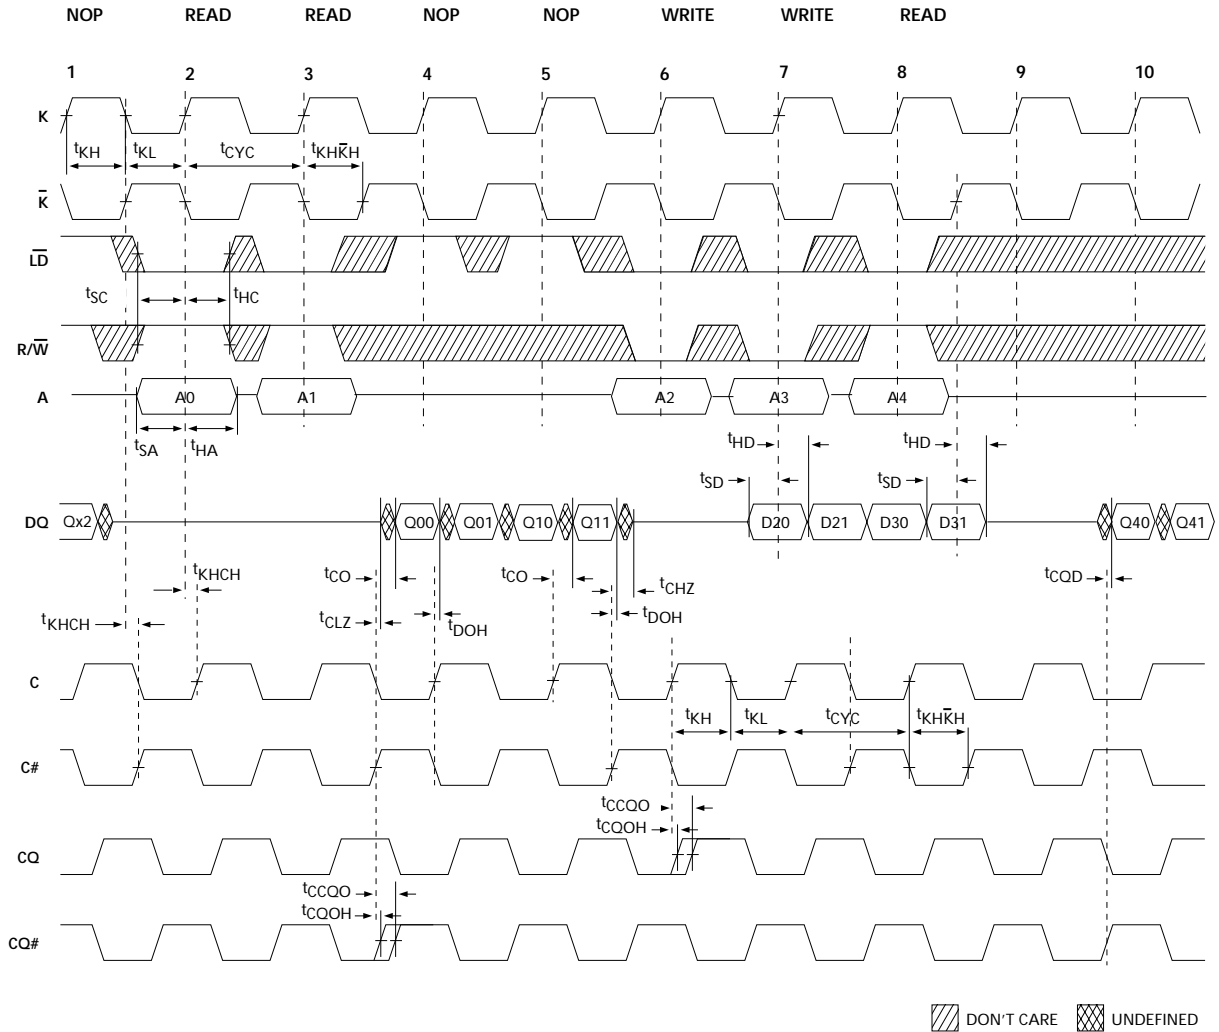 NOP READ READ NOP NOP WRITE WRITE READ
1 2 3 4 5 6 7 8 9 10
K
tKH tKL tCYC tKHK̅H
K̅
L̅D̅
tSC tHC
R/W̅
A A0 A1 A2 A3 A4
tSA tHA tHD tHD
tSD tSD
DQ Qx2 Q00 Q01 Q10 Q11 D20 D21 D30 D31 Q40 Q41
tKHCH tCO tCO tCHZ tCQD
tKHCH tCLZ tDOH tDOH
C
tKH tKL tCYC tKHK̅H
C#
tCCQO
tCQOH
CQ
tCCQO
tCQOH
CQ#
DON'T CARE UNDEFINED